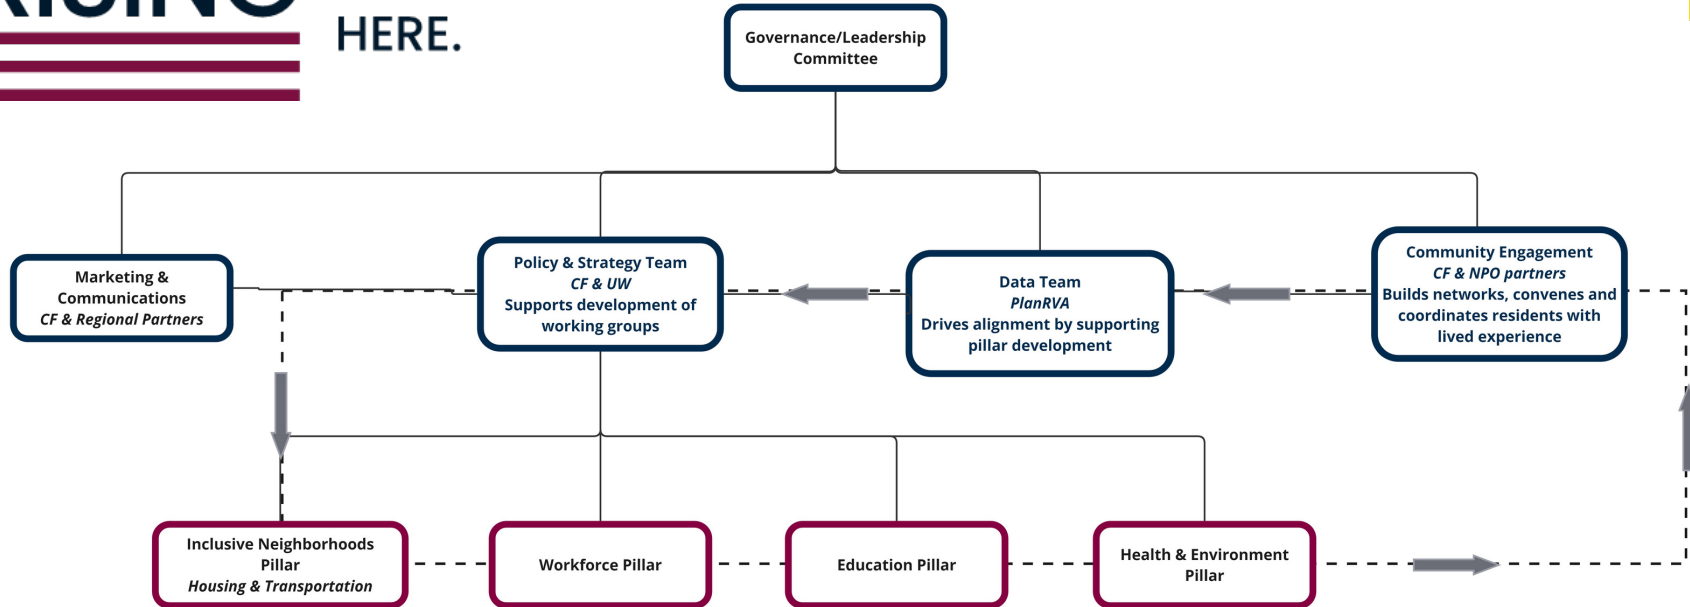 HERE.
Governance/Leadership
Committee
Marketing &
Communications
CF & Regional Partners
Policy & Strategy Team
CF & UW
Supports development of
working groups
Data Team
PlanRVA
Drives alignment by supporting
pillar development
Community Engagement
CF & NPO partners
Builds networks, convenes and
coordinates residents with
lived experience
Inclusive Neighborhoods
Pillar
Housing & Transportation
Workforce Pillar
Education Pillar
Health & Environment
Pillar